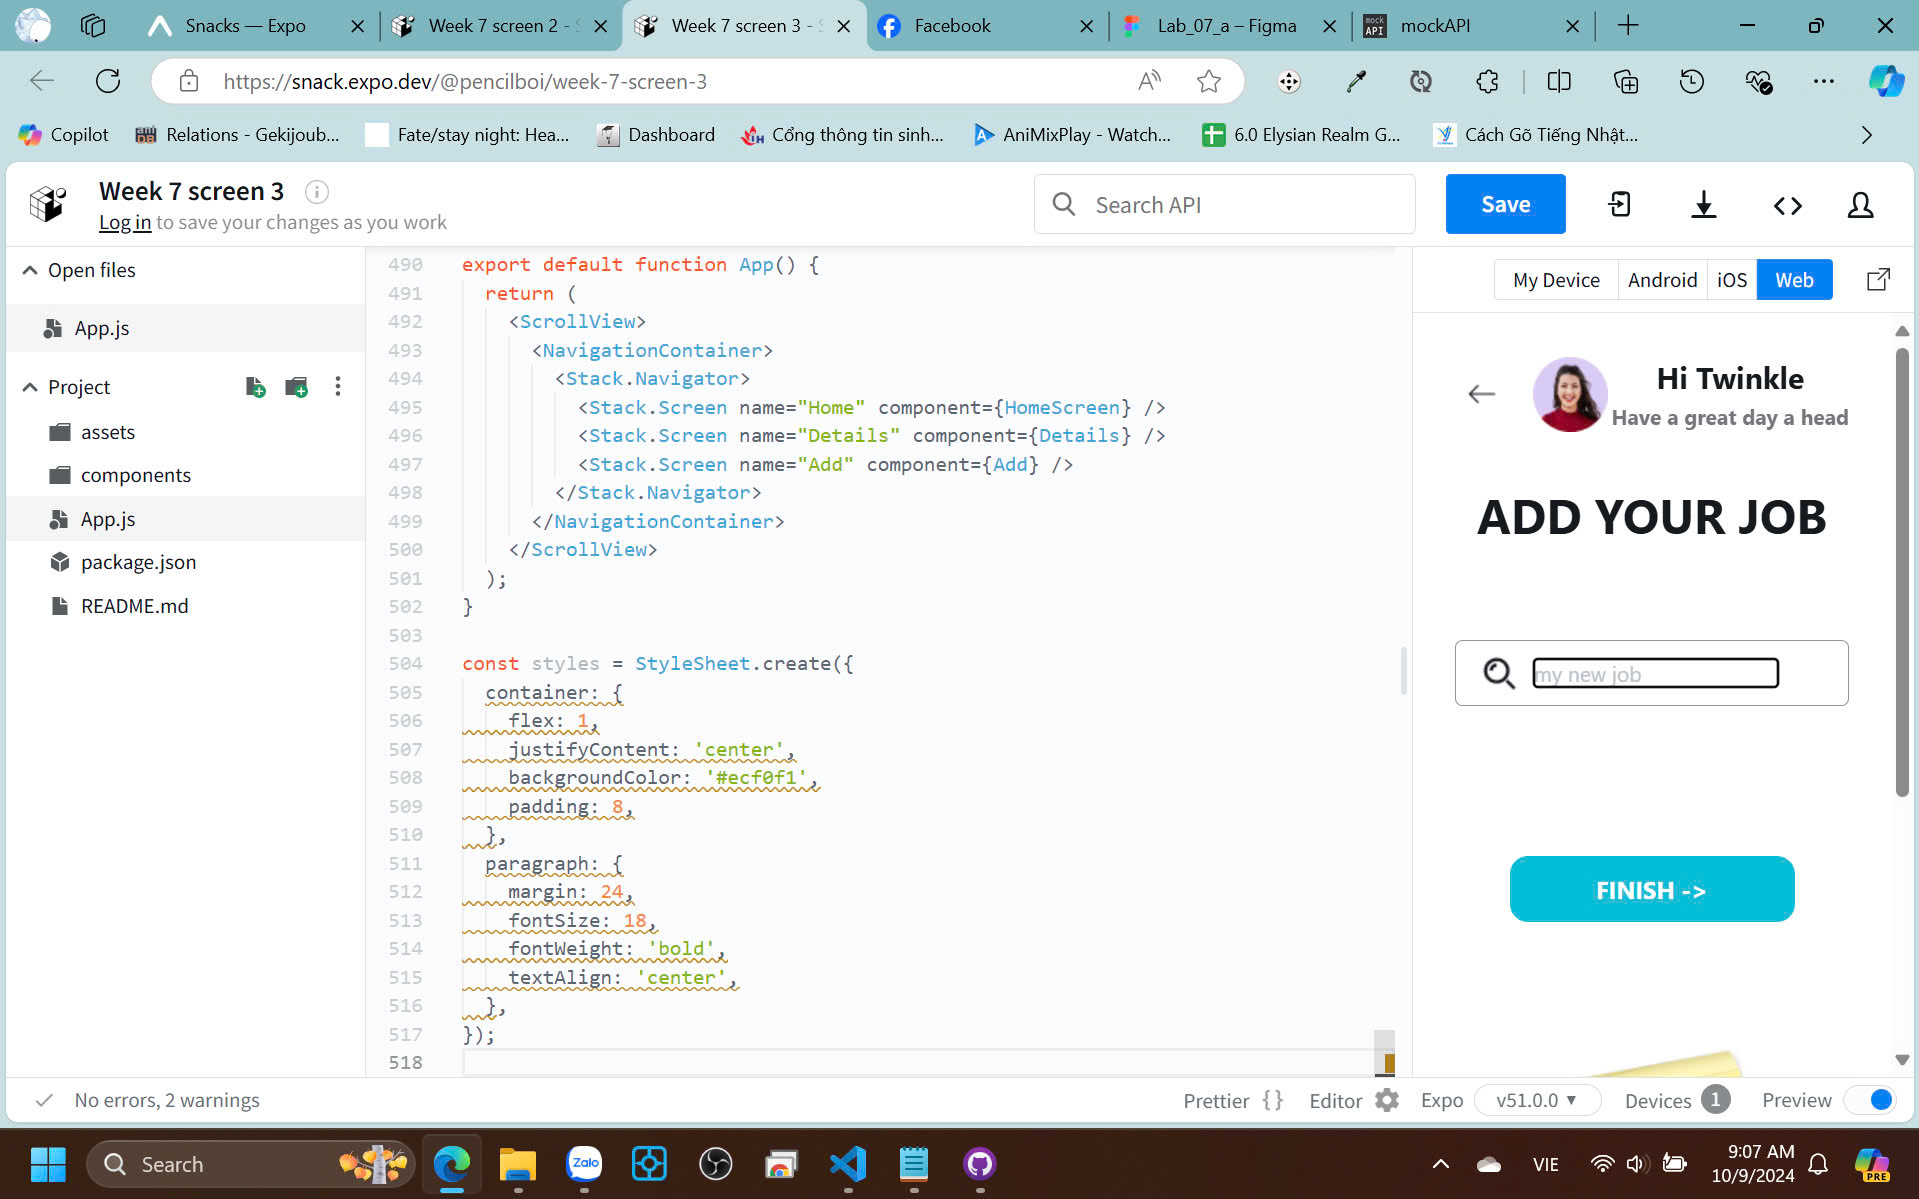 Snacks — Expo
Week 7 screen 2 - S
Week 7 screen 3 - S
Facebook
Lab_07_a – Figma
mock API
mockAPI
https://snack.expo.dev/@pencilboi/week-7-screen-3
Copilot
Relations - Gekijoub...
Fate/stay night: Hea...
Dashboard
Cổng thông tin sinh...
AniMixPlay - Watch...
6.0 Elysian Realm G...
Cách Gõ Tiếng Nhật...
Week 7 screen 3
Log in to save your changes as you work
Search API
Save
Open files
App.js
Project
assets
components
App.js
package.json
README.md
490 export default function App() {
491 return (
492 <ScrollView>
493 <NavigationContainer>
494 <Stack.Navigator>
495 <Stack.Screen name="Home" component={HomeScreen} />
496 <Stack.Screen name="Details" component={Details} />
497 <Stack.Screen name="Add" component={Add} />
498 </Stack.Navigator>
499 </NavigationContainer>
500 </ScrollView>
501 );
502 }
503
504 const styles = StyleSheet.create({
505 container: {
506 flex: 1,
507 justifyContent: 'center',
508 backgroundColor: '#ecf0f1',
509 padding: 8,
510 },
511 paragraph: {
512 margin: 24,
513 fontSize: 18,
514 fontWeight: 'bold',
515 textAlign: 'center',
516 },
517 });
518
My Device
Android
iOS
Web
Hi Twinkle
Have a great day a head
ADD YOUR JOB
my new job
FINISH ->
No errors, 2 warnings
Prettier { }
Editor
Expo
v51.0.0
Devices 1
Preview
Search
Zalo
VIE
9:07 AM
10/9/2024
PRE